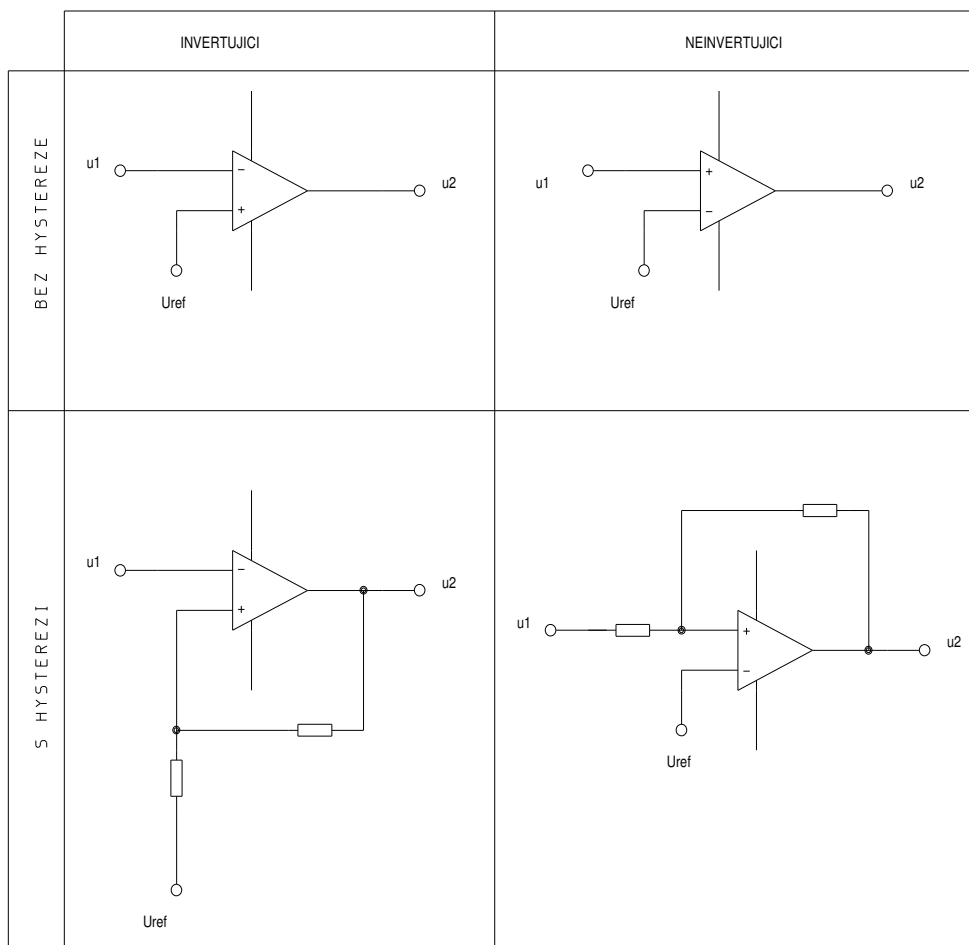 INVERTUJICI
NEINVERTUJICI
BEZ HYSTEREZE
u1
−
+
u2
Uref
u1
+
−
u2
Uref
S HYSTEREZI
u1
−
+
u2
Uref
u1
+
−
u2
Uref